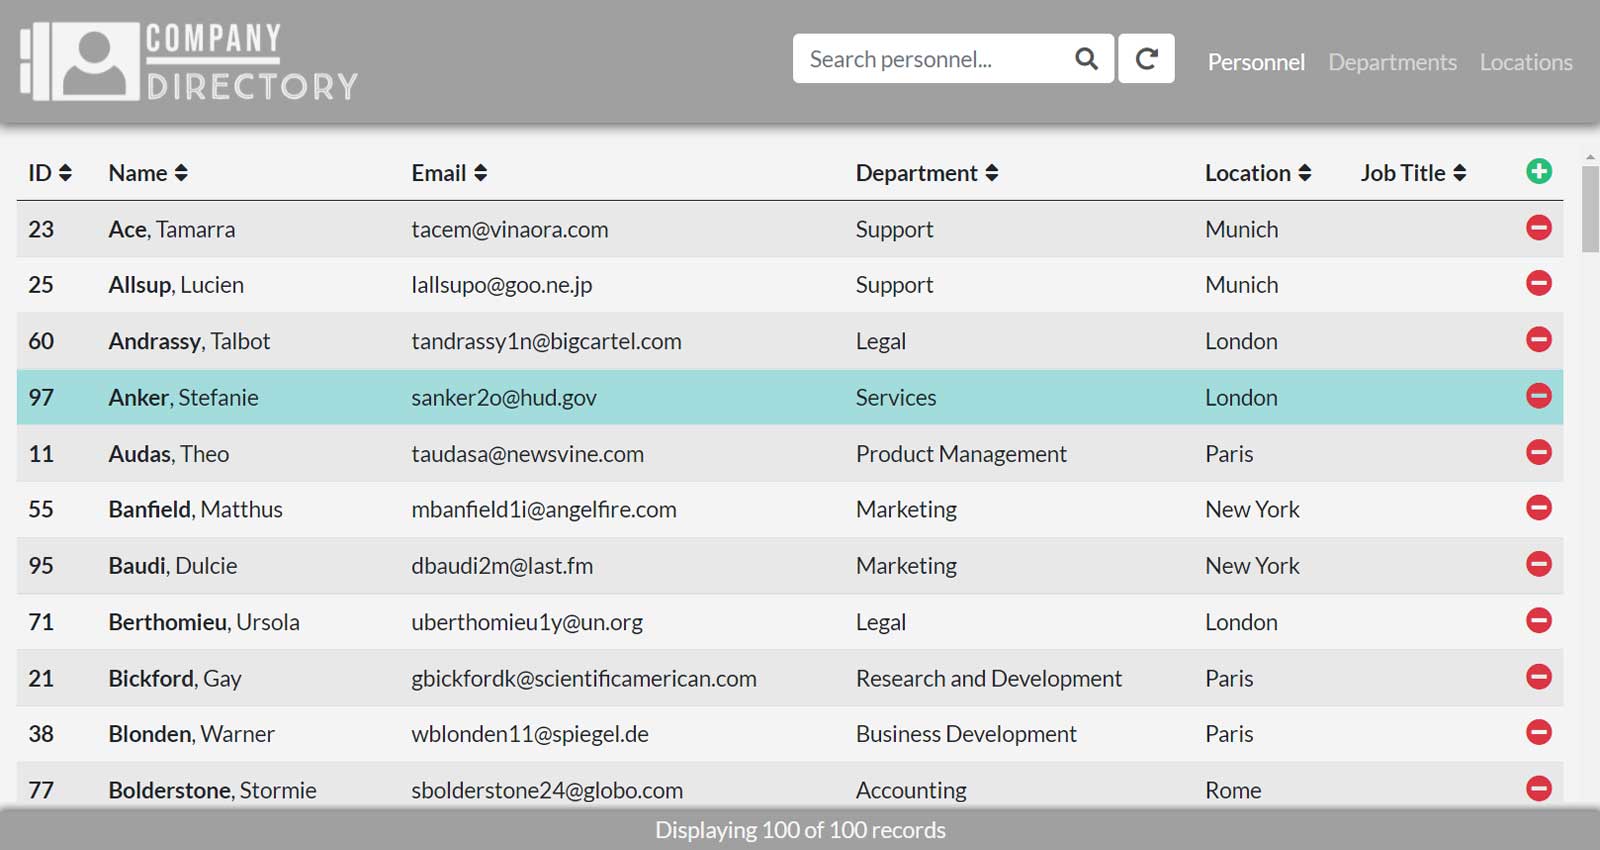 COMPANY
DIRECTORY
Search personnel...
Personnel Departments Locations
ID Name Email Department Location Job Title
23 Ace, Tamarra tacem@vinaora.com Support Munich
25 Allsup, Lucien lallsupo@goo.ne.jp Support Munich
60 Andrassy, Talbot tandrassy1n@bigcartel.com Legal London
97 Anker, Stefanie sanker2o@hud.gov Services London
11 Audas, Theo taudasa@newsvine.com Product Management Paris
55 Banfield, Matthus mbanfield1i@angelfire.com Marketing New York
95 Baudi, Dulcie dbaudi2m@last.fm Marketing New York
71 Berthomieu, Ursola uberthomieu1y@un.org Legal London
21 Bickford, Gay gbickfordk@scientificamerican.com Research and Development Paris
38 Blonden, Warner wblonden11@spiegel.de Business Development Paris
77 Bolderstone, Stormie sbolderstone24@globo.com Accounting Rome
Displaying 100 of 100 records